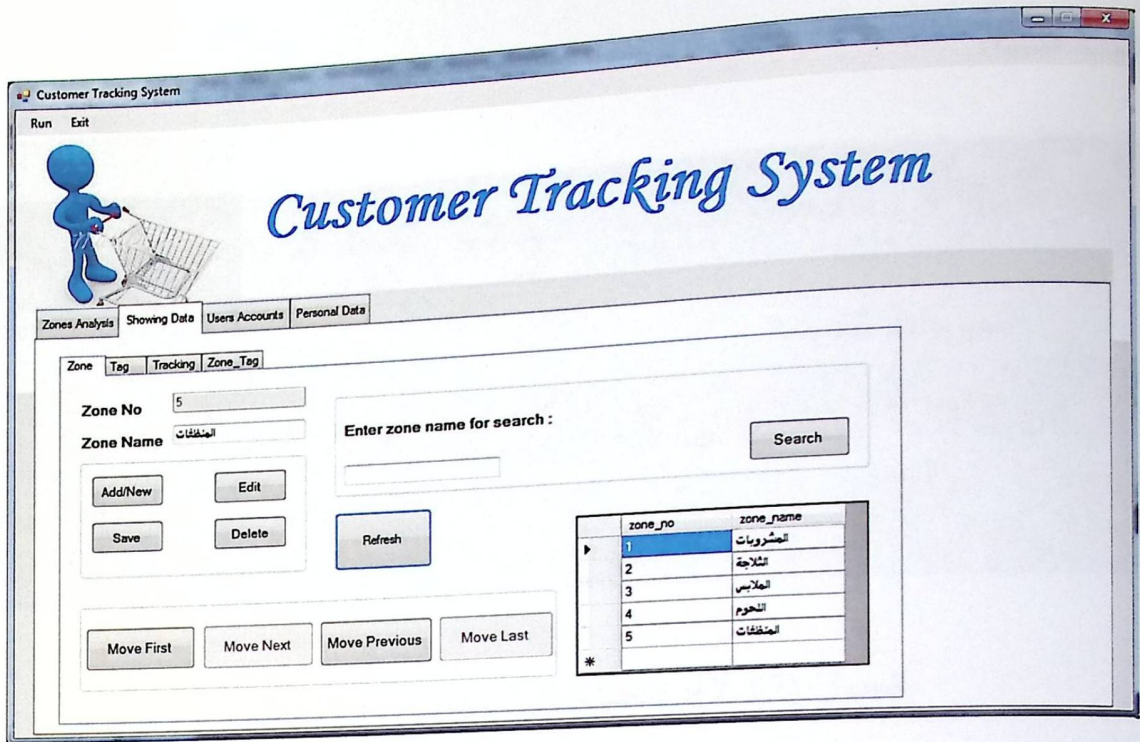 Customer Tracking System
Run Exit
Customer Tracking System
Zones Analysis Showing Data Users Accounts Personal Data
Zone Tag Tracking Zone_Tag
Zone No 5
Zone Name المنظفات
Enter zone name for search :
Search
Add/New Edit
Save Delete
Refresh
zone_no zone_name
1 المشروبات
2 الثلاجة
3 الملابس
4 اللحوم
5 المنظفات
Move First Move Next Move Previous Move Last